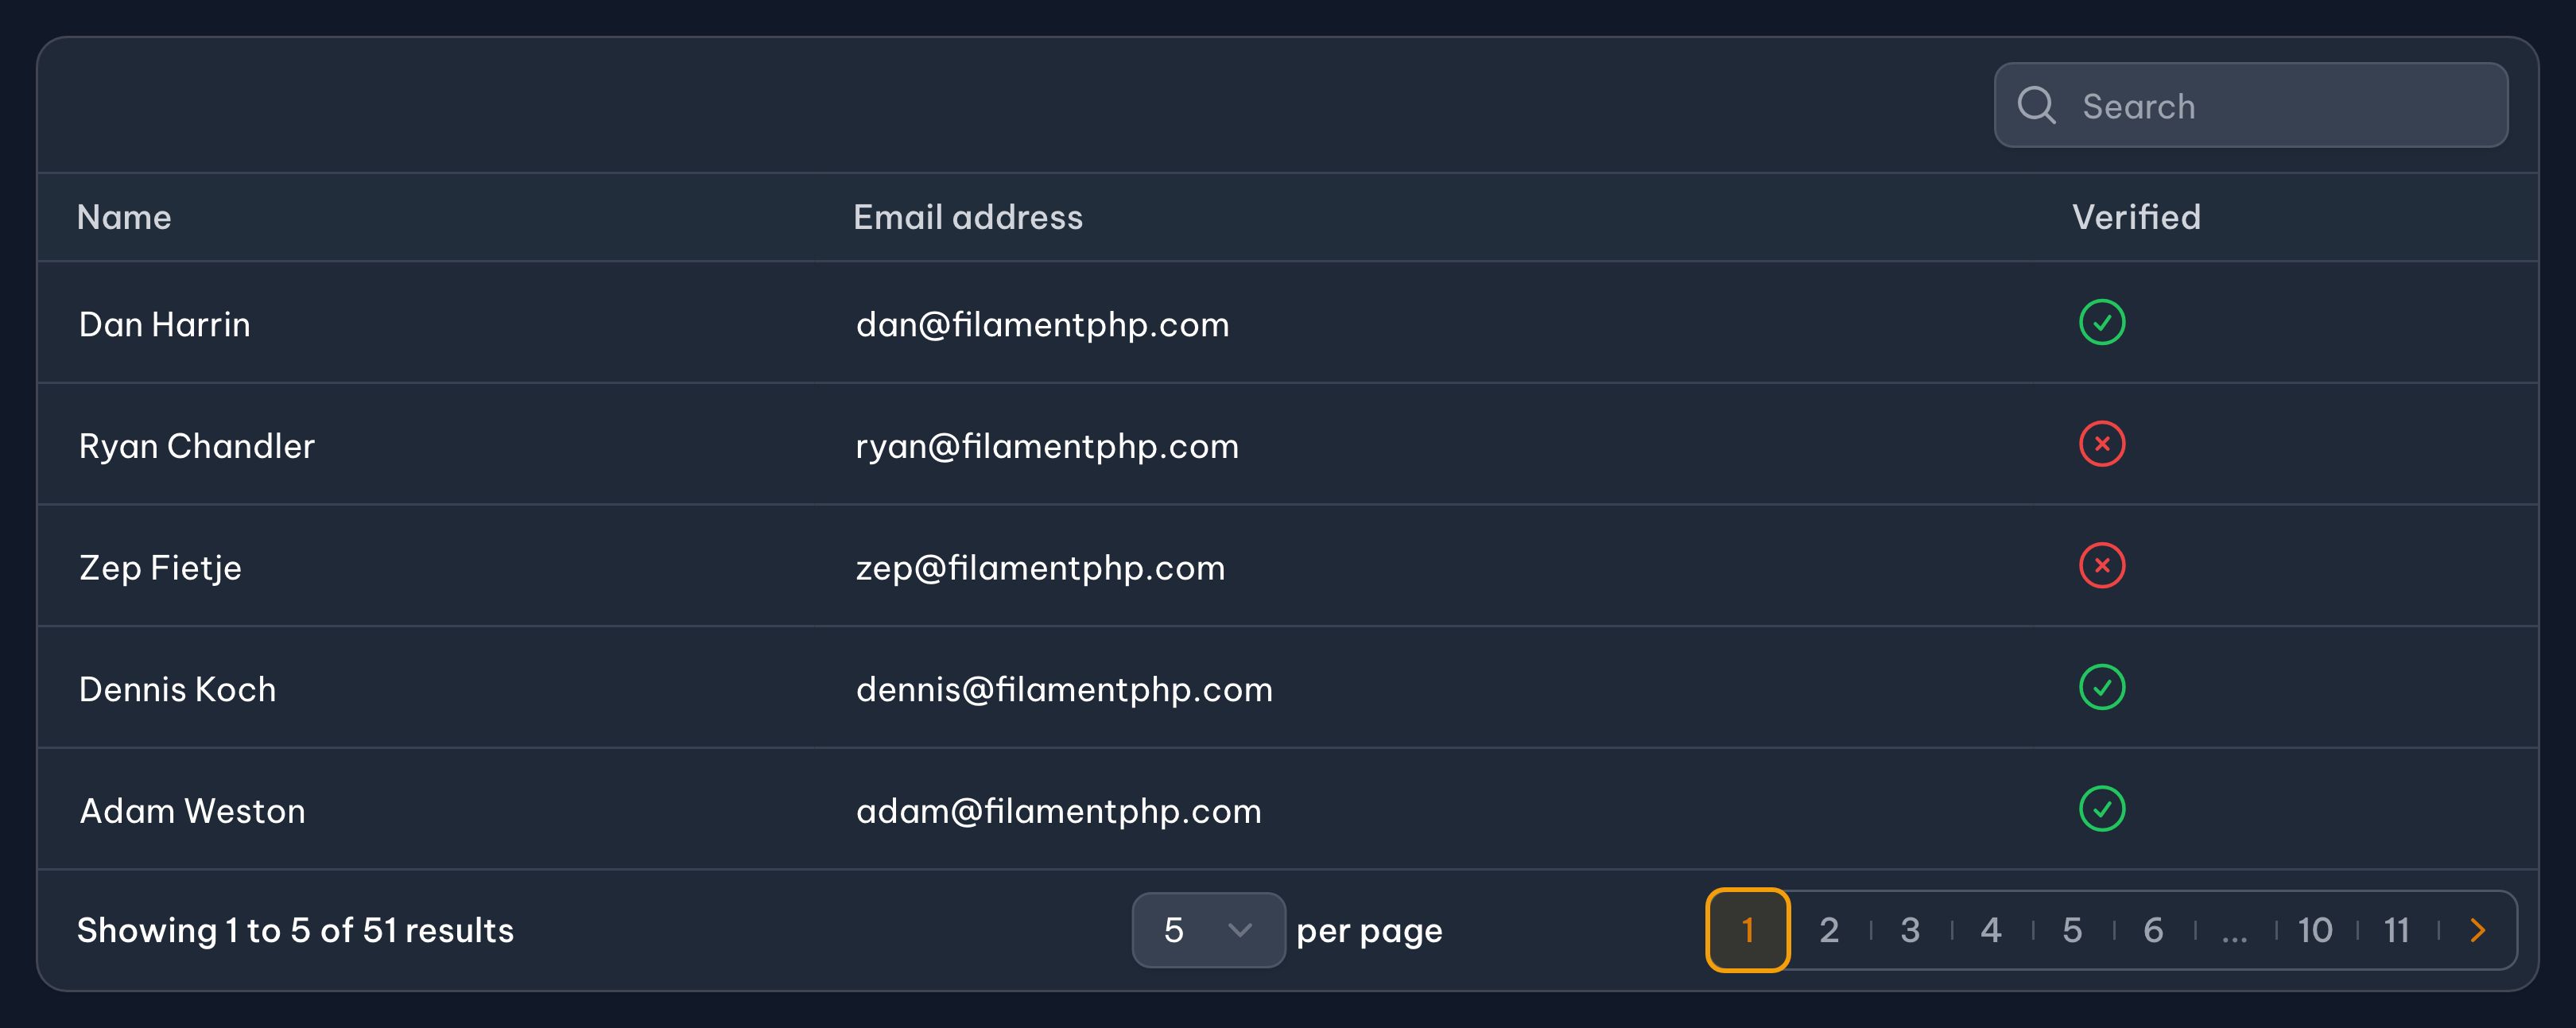 Search
Name Email address Verified
Dan Harrin dan@filamentphp.com
Ryan Chandler ryan@filamentphp.com
Zep Fietje zep@filamentphp.com
Dennis Koch dennis@filamentphp.com
Adam Weston adam@filamentphp.com
Showing 1 to 5 of 51 results 5 per page 1 2 3 4 5 6 ... 10 11